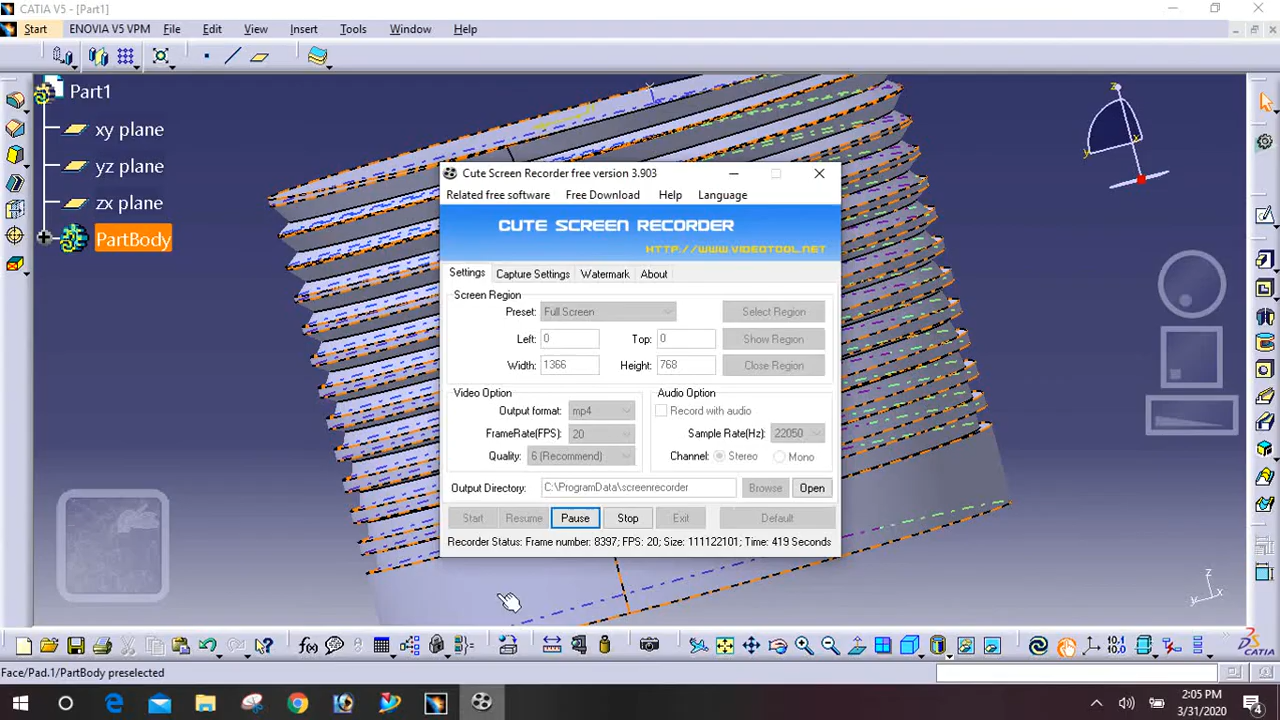 CATIA V5 - [Part1]
Start ENOVIA V5 VPM File Edit View Insert Tools Window Help
Part1
xy plane
yz plane
zx plane
PartBody
z
x
y
Cute Screen Recorder free version 3.903
Related free software Free Download Help Language
CUTE SCREEN RECORDER
HTTP://WWW.VIDEOTOOL.NET
Settings Capture Settings Watermark About
Screen Region
Preset: Full Screen Select Region
Left: 0 Top: 0 Show Region
Width: 1366 Height: 768 Close Region
Video Option Audio Option
Output format: mp4 Record with audio
FrameRate(FPS): 20 Sample Rate(Hz): 22050
Quality: 6 (Recommend) Channel: Stereo Mono
Output Directory: C:\ProgramData\screenrecorder Browse Open
Start Resume Pause Stop Exit Default
Recorder Status: Frame number: 8397; FPS: 20; Size: 111122101; Time: 419 Seconds
z
y x
f(x) 10.1
10.0
CATIA
Face/Pad.1/PartBody preselected
2:05 PM
3/31/2020
4